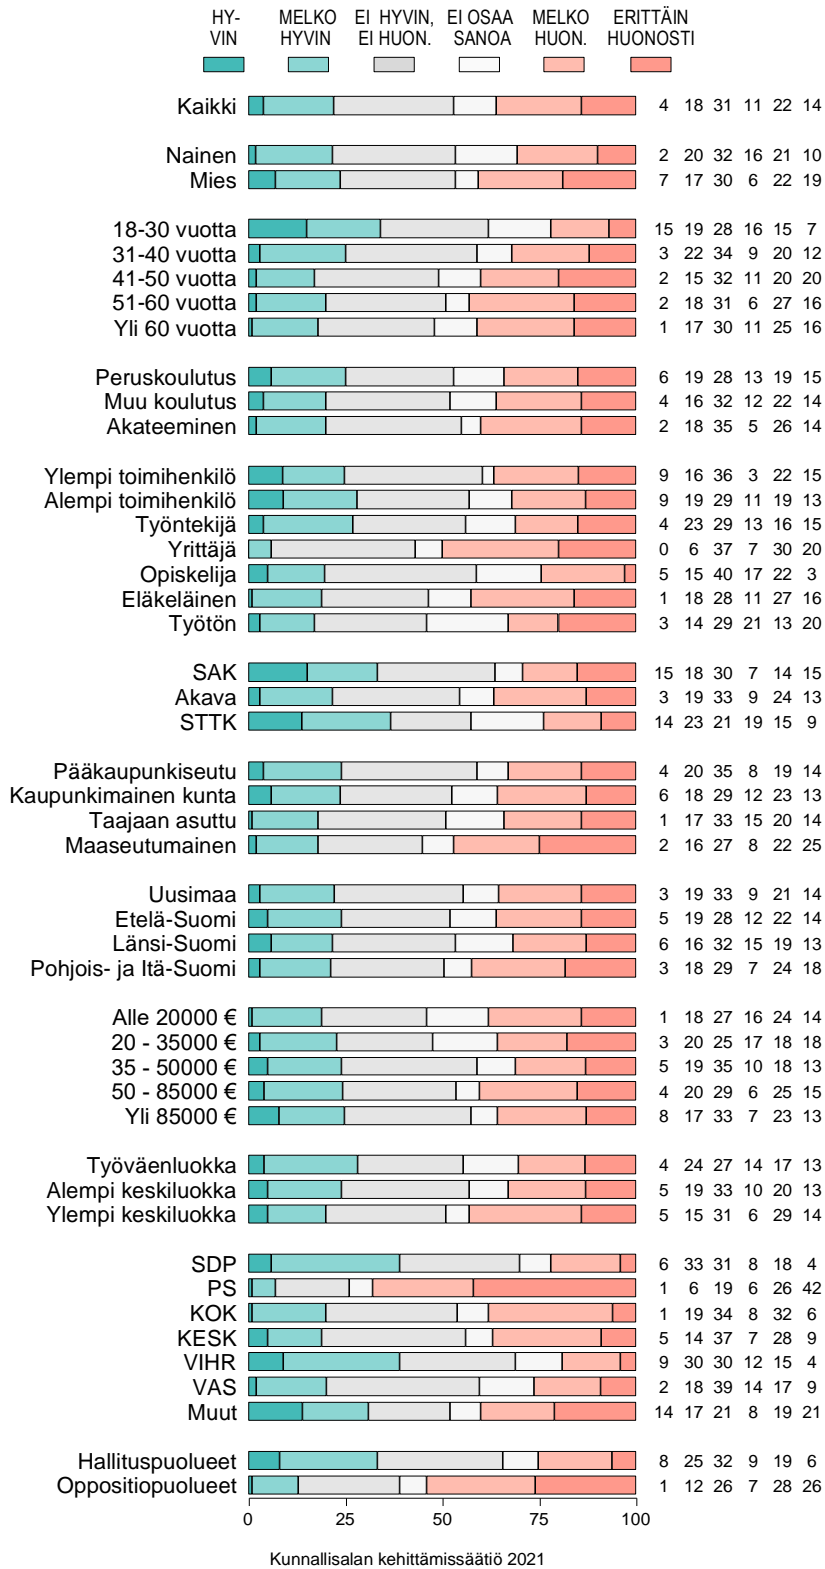 HY- MELKO EI HYVIN, EI OSAA MELKO ERITTÄIN
VIN HYVIN EI HUON. SANOA HUON. HUONOSTI
Kaikki 4 18 31 11 22 14
Nainen 2 20 32 16 21 10
Mies 7 17 30 6 22 19
18-30 vuotta 15 19 28 16 15 7
31-40 vuotta 3 22 34 9 20 12
41-50 vuotta 2 15 32 11 20 20
51-60 vuotta 2 18 31 6 27 16
Yli 60 vuotta 1 17 30 11 25 16
Peruskoulutus 6 19 28 13 19 15
Muu koulutus 4 16 32 12 22 14
Akateeminen 2 18 35 5 26 14
Ylempi toimihenkilö 9 16 36 3 22 15
Alempi toimihenkilö 9 19 29 11 19 13
Työntekijä 4 23 29 13 16 15
Yrittäjä 0 6 37 7 30 20
Opiskelija 5 15 40 17 22 3
Eläkeläinen 1 18 28 11 27 16
Työtön 3 14 29 21 13 20
SAK 15 18 30 7 14 15
Akava 3 19 33 9 24 13
STTK 14 23 21 19 15 9
Pääkaupunkiseutu 4 20 35 8 19 14
Kaupunkimainen kunta 6 18 29 12 23 13
Taajaan asuttu 1 17 33 15 20 14
Maaseutumainen 2 16 27 8 22 25
Uusimaa 3 19 33 9 21 14
Etelä-Suomi 5 19 28 12 22 14
Länsi-Suomi 6 16 32 15 19 13
Pohjois- ja Itä-Suomi 3 18 29 7 24 18
Alle 20000 € 1 18 27 16 24 14
20 - 35000 € 3 20 25 17 18 18
35 - 50000 € 5 19 35 10 18 13
50 - 85000 € 4 20 29 6 25 15
Yli 85000 € 8 17 33 7 23 13
Työväenluokka 4 24 27 14 17 13
Alempi keskiluokka 5 19 33 10 20 13
Ylempi keskiluokka 5 15 31 6 29 14
SDP 6 33 31 8 18 4
PS 1 6 19 6 26 42
KOK 1 19 34 8 32 6
KESK 5 14 37 7 28 9
VIHR 9 30 30 12 15 4
VAS 2 18 39 14 17 9
Muut 14 17 21 8 19 21
Hallituspuolueet 8 25 32 9 19 6
Oppositiopuolueet 1 12 26 7 28 26
0 25 50 75 100
Kunnallisalan kehittämissäätiö 2021